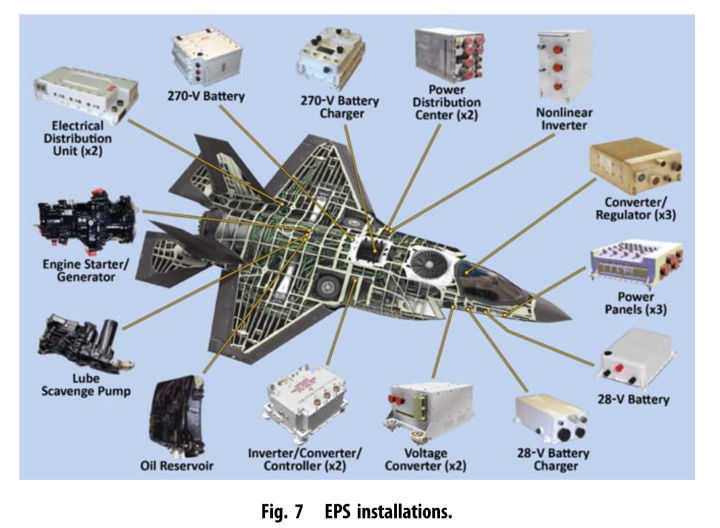 270-V Battery
270-V Battery
Charger
Power
Distribution
Center (x2)
Nonlinear
Inverter
Electrical
Distribution
Unit (x2)
Converter/
Regulator (x3)
Engine Starter/
Generator
Power
Panels (x3)
Lube
Scavenge Pump
28-V Battery
Oil Reservoir
Inverter/Converter/
Controller (x2)
Voltage
Converter (x2)
28-V Battery
Charger
Fig. 7 EPS installations.